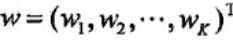 w = (w₁, w₂, ⋯, w_K)ᵀ